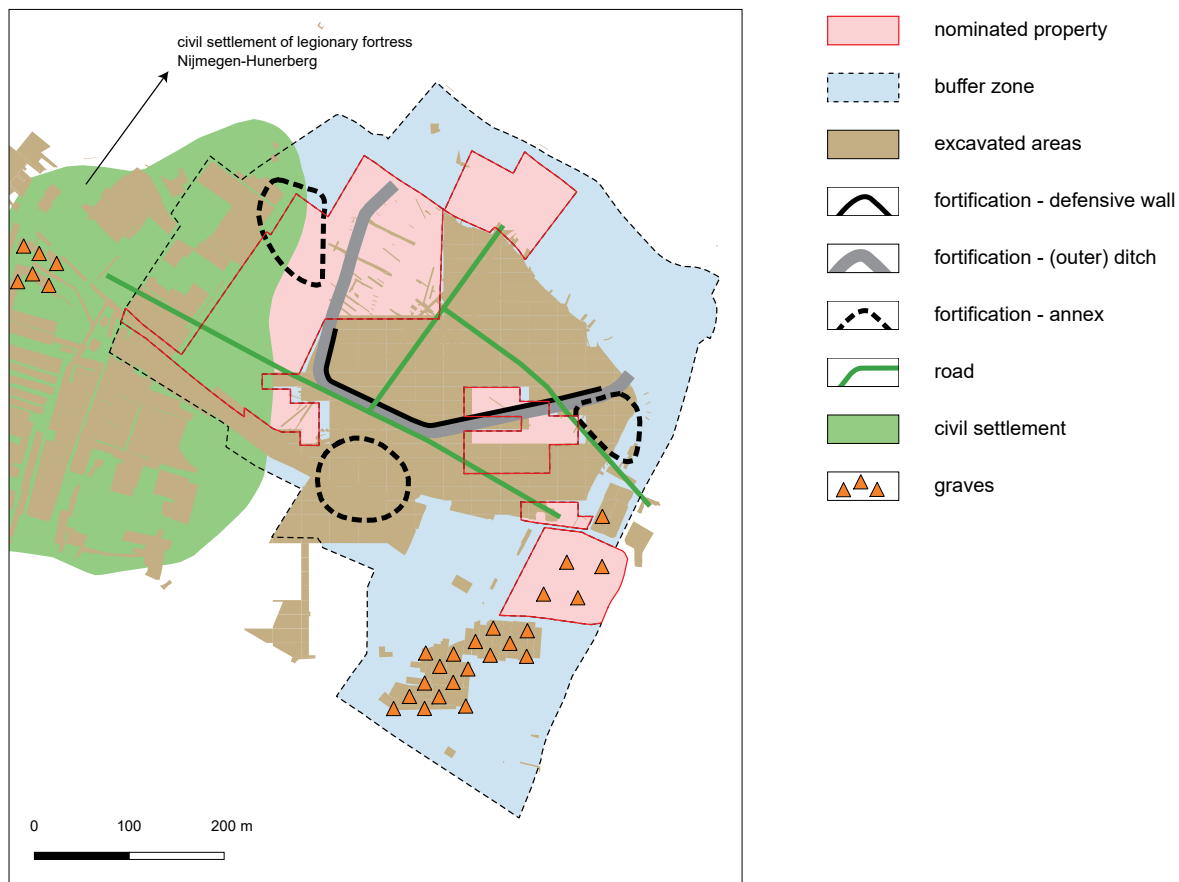 civil settlement of legionary fortress
Nijmegen-Hunerberg
0 100 200 m
nominated property
buffer zone
excavated areas
fortification - defensive wall
fortification - (outer) ditch
fortification - annex
road
civil settlement
graves